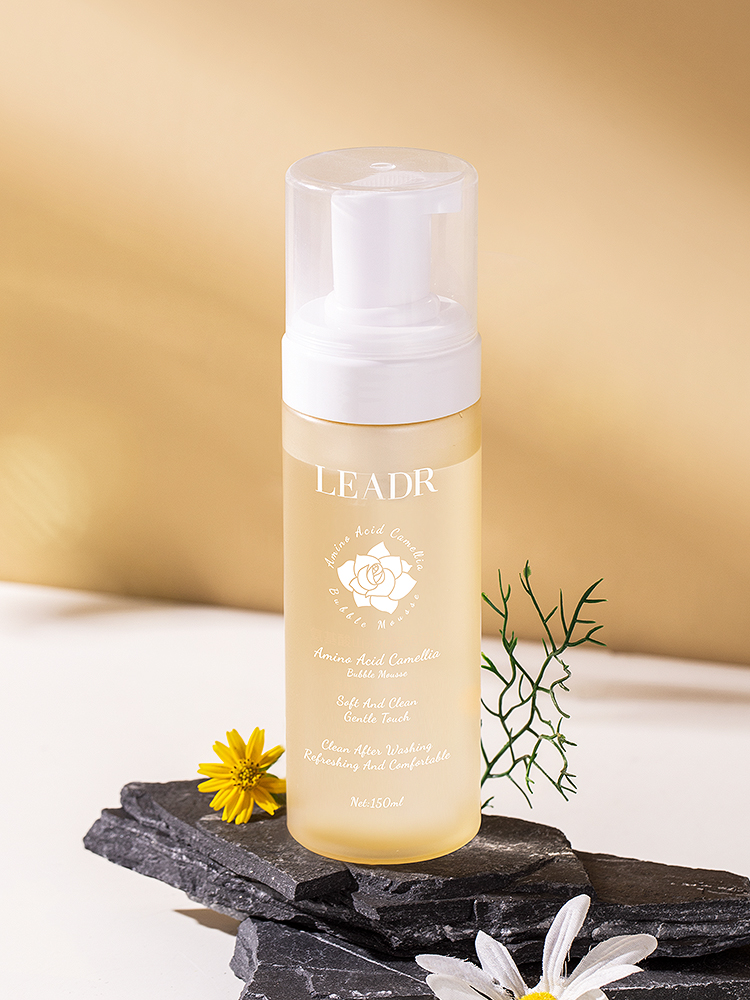 LEADR
Amino Acid Camellia
Bubble Mousse
Amino Acid Camellia
Bubble Mousse
Soft And Clean
Gentle Touch
Clean After Washing
Refreshing And Comfortable
Net:150ml